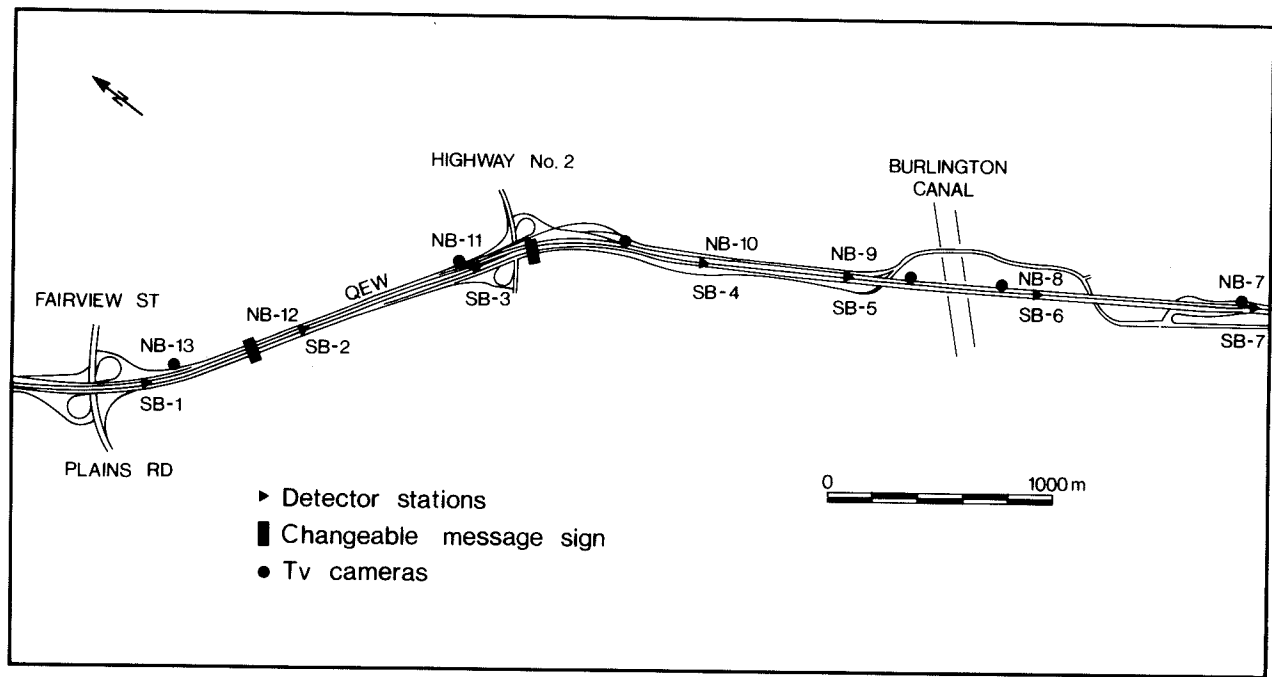 N
HIGHWAY No. 2
BURLINGTON
CANAL
NB-11
NB-10
NB-9
NB-8
NB-7
QEW
SB-3
SB-4
SB-5
SB-6
SB-7
FAIRVIEW ST
NB-12
NB-13
SB-2
SB-1
PLAINS RD
0 1000 m
Detector stations
Changeable message sign
Tv cameras